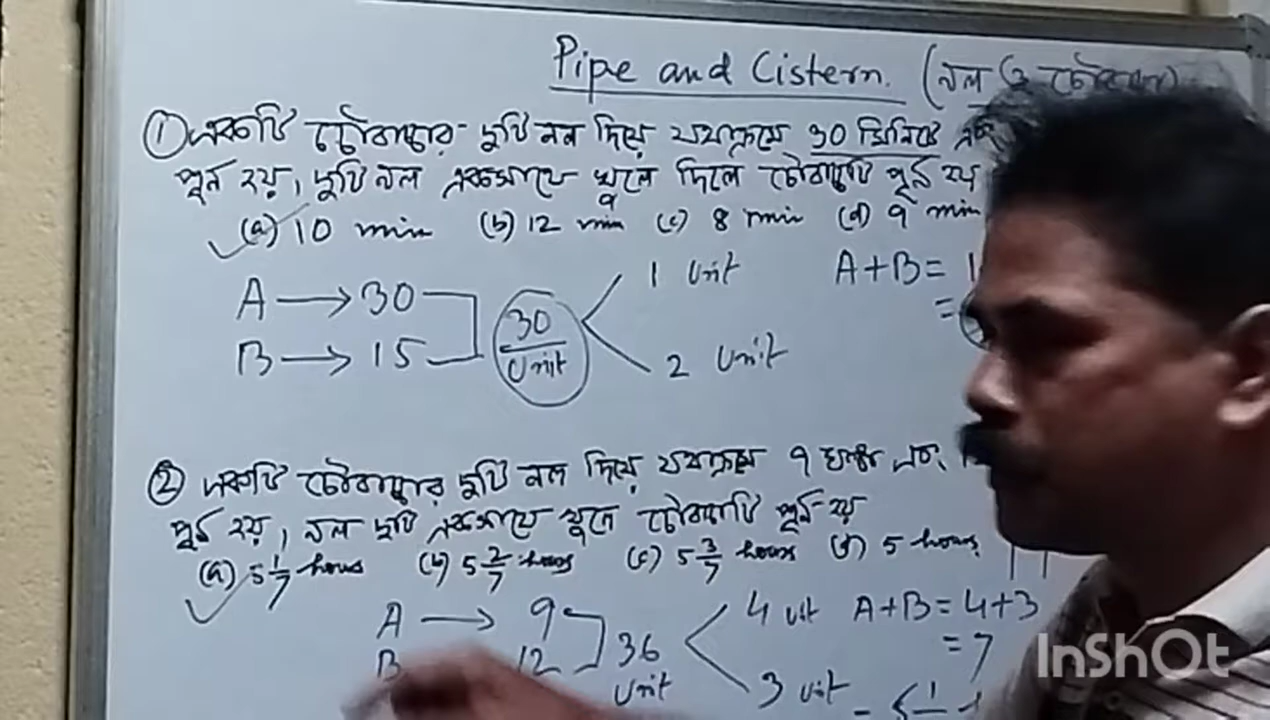 Pipe and Cistern. (নল ও
① একটি চৌবাচ্চার দুটি নল দিয়ে যথাক্রমে 30 মিনিটে
পূর্ন হয়, দুটি নল একসাথে খুলে দিলে চৌবাচ্চাটি পূর্ন হয়
(a) 10 min (b) 12 min (c) 8 min (d) 9 min
A → 30 1 Unit A+B =
30 Unit
B → 15 2 Unit
② একটি চৌবাচ্চার দুটি নল দিয়ে যথাক্রমে 9 ঘন্টা এবং
পূর্ন হয়, নল দুটি একসাথে খুলে চৌবাচ্চাটি পূর্ন হয়
(a) 5 1/7 hours (b) 5 2/7 hours (c) 5 3/7 hours (d) 5 hours
A → 9 4 unit A+B = 4+3
B 12 36 Unit = 7
3 unit = 5 1/
InShOt